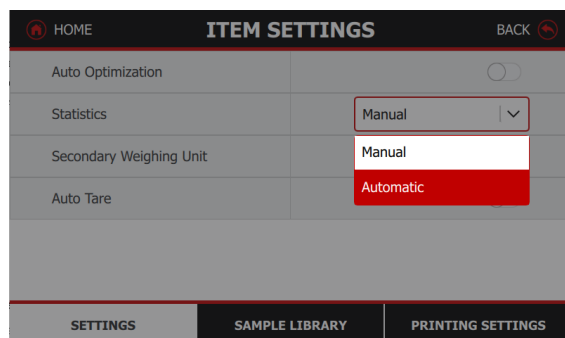 HOME ITEM SETTINGS BACK
Auto Optimization
Statistics Manual
Secondary Weighing Unit Manual
Automatic
Auto Tare
SETTINGS SAMPLE LIBRARY PRINTING SETTINGS